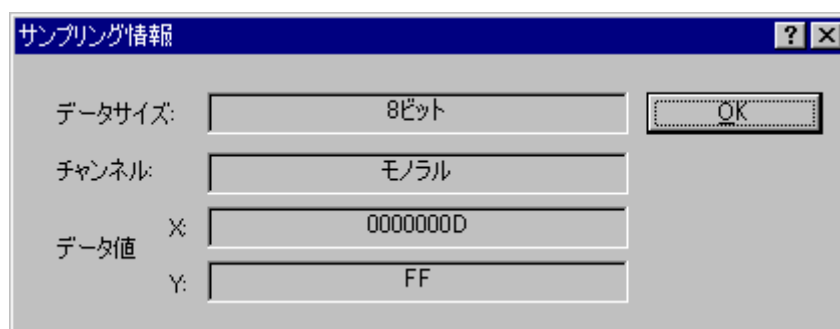 サンプリング情報
データサイズ: 8ビット OK
チャンネル: モノラル
データ値 X: 0000000D
Y: FF